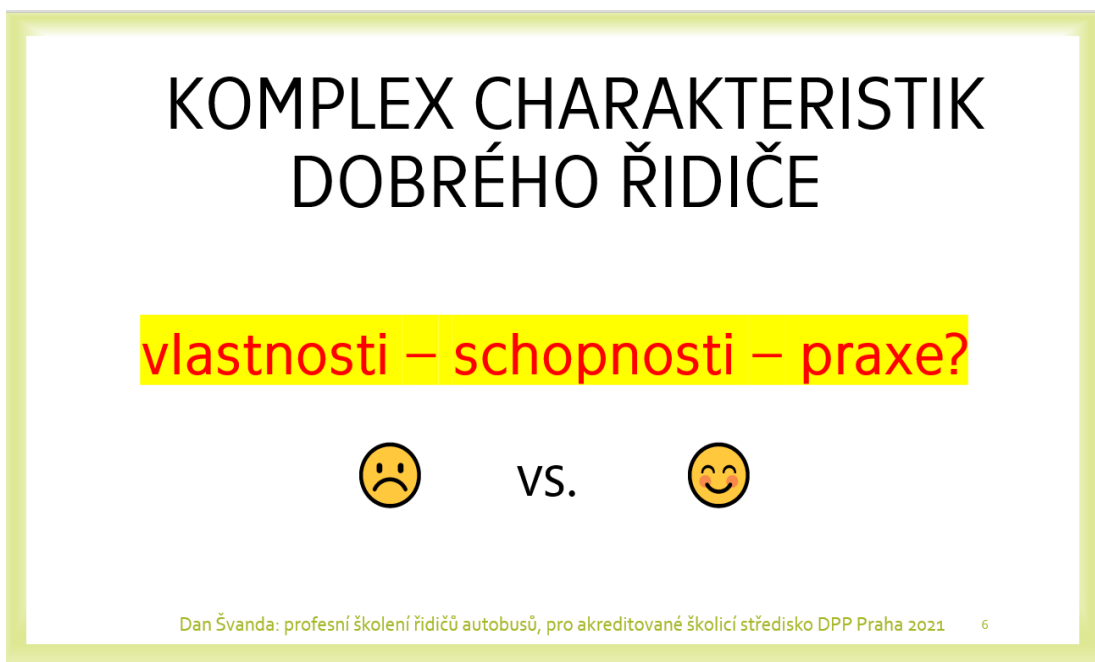 KOMPLEX CHARAKTERISTIK
DOBRÉHO ŘIDIČE
vlastnosti – schopnosti – praxe?
vs.
Dan Švanda: profesní školení řidičů autobusů, pro akreditované školicí středisko DPP Praha 2021 6